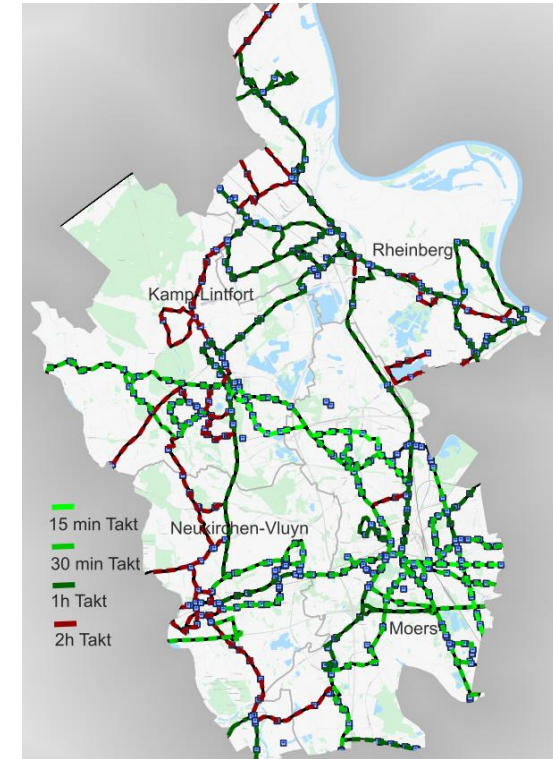 Rheinberg
Kamp-Lintfort
15 min Takt
Neukirchen-Vluyn
30 min Takt
1h Takt
Moers
2h Takt